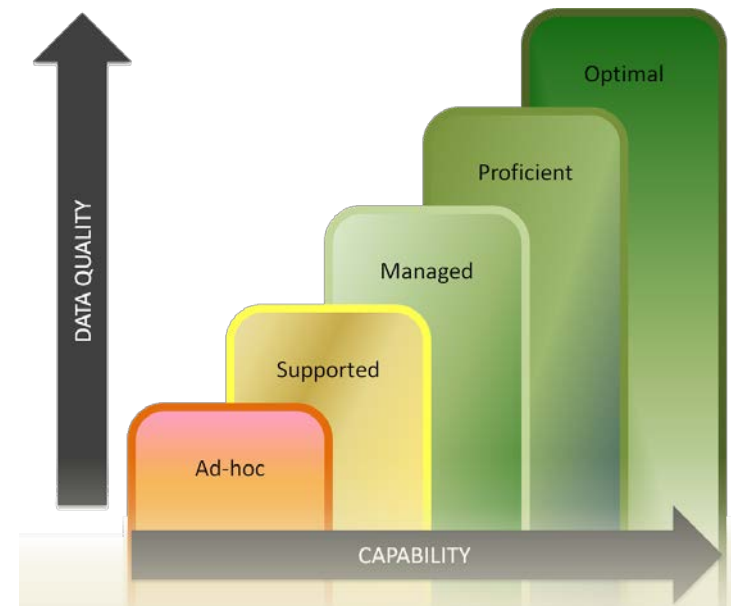 Optimal
Proficient
Managed
Supported
Ad-hoc
DATA QUALITY
CAPABILITY